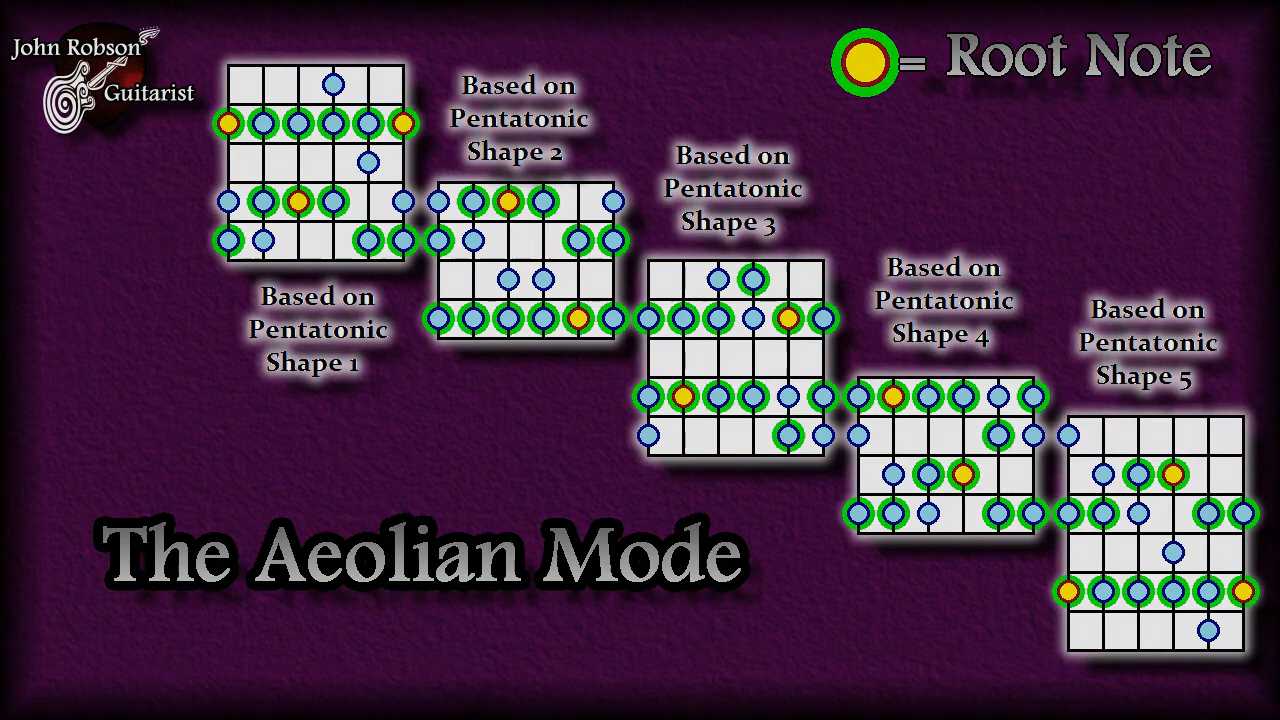 John Robson
Guitarist
= Root Note
Based on
Pentatonic
Shape 1
Based on
Pentatonic
Shape 2
Based on
Pentatonic
Shape 3
Based on
Pentatonic
Shape 4
Based on
Pentatonic
Shape 5
The Aeolian Mode